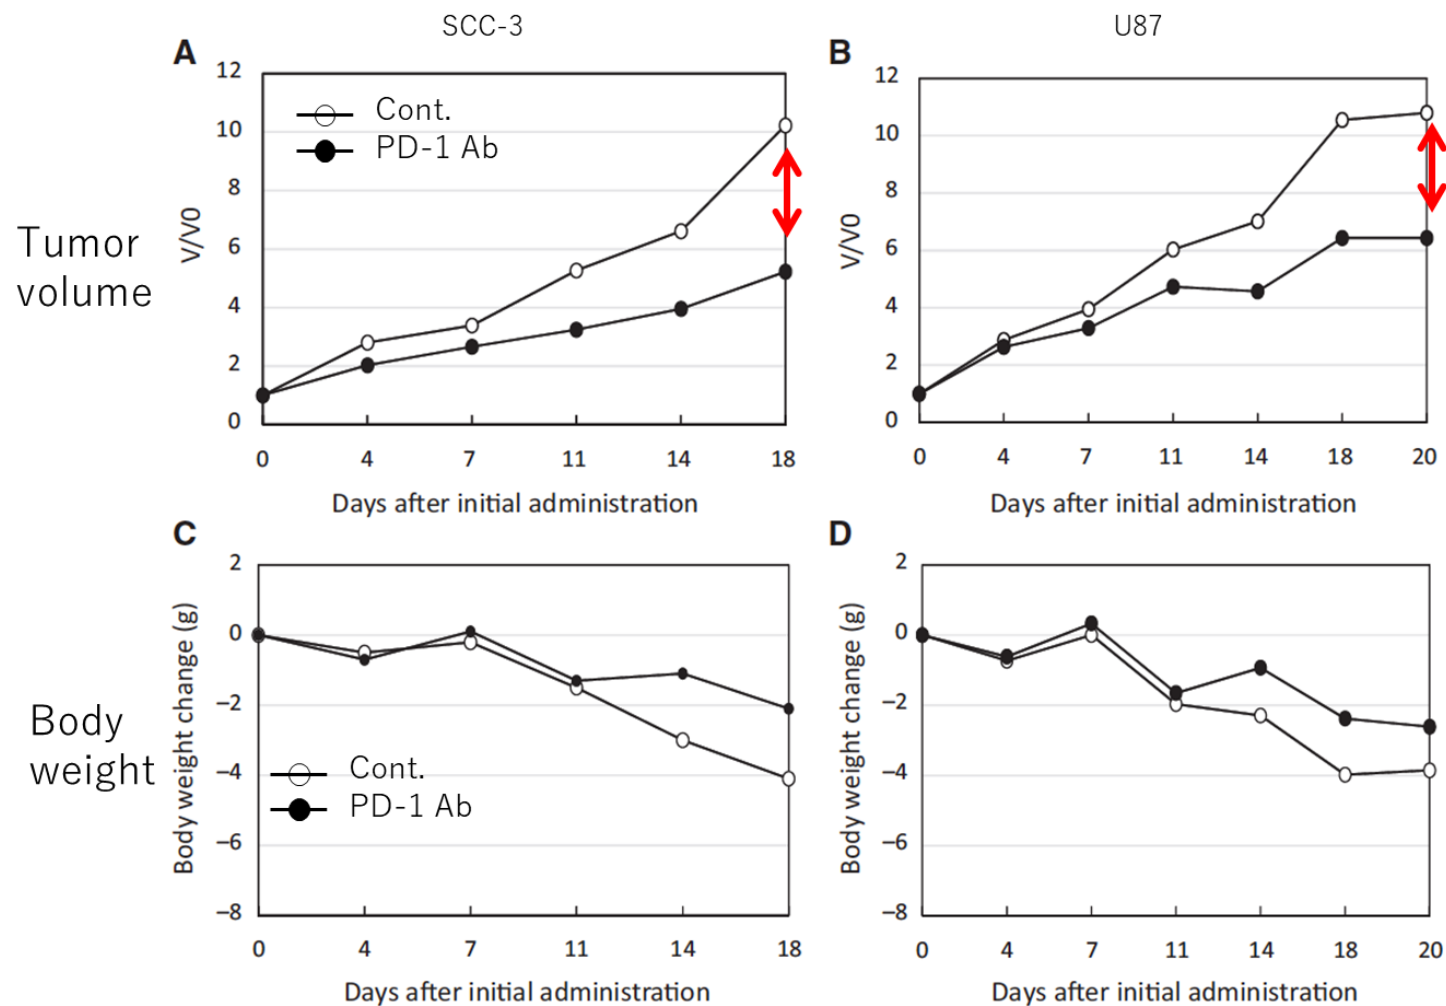 SCC-3
U87
A
B
Tumor
volume
V/V0
12
10
8
6
4
2
0
Cont.
PD-1 Ab
0 4 7 11 14 18
Days after initial administration
V/V0
12
10
8
6
4
2
0
0 4 7 11 14 18 20
Days after initial administration
C
D
Body
weight
Body weight change (g)
2
0
−2
−4
−6
−8
Cont.
PD-1 Ab
0 4 7 11 14 18
Days after initial administration
Body weight change (g)
2
0
−2
−4
−6
−8
0 4 7 11 14 18 20
Days after initial administration